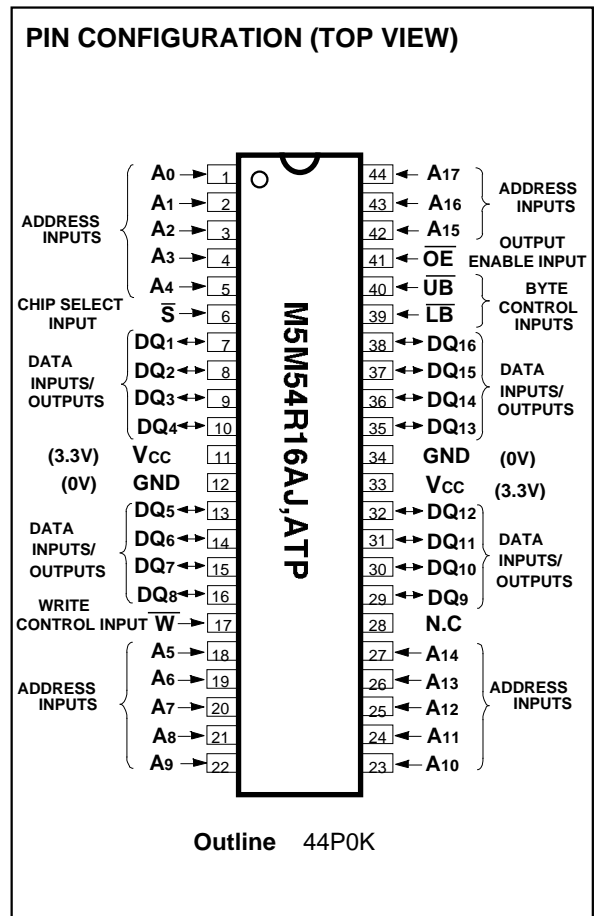 PIN CONFIGURATION (TOP VIEW)
A0 1 44 A17
A1 2 43 A16
A2 3 42 A15
A3 4 41 OE
A4 5 40 UB
S 6 39 LB
DQ1 7 38 DQ16
DQ2 8 37 DQ15
DQ3 9 36 DQ14
DQ4 10 35 DQ13
(3.3V) VCC 11 34 GND (0V)
(0V) GND 12 33 VCC (3.3V)
DQ5 13 32 DQ12
DQ6 14 31 DQ11
DQ7 15 30 DQ10
DQ8 16 29 DQ9
W 17 28 N.C
A5 18 27 A14
A6 19 26 A13
A7 20 25 A12
A8 21 24 A11
A9 22 23 A10
ADDRESS
INPUTS
CHIP SELECT
INPUT
DATA
INPUTS/
OUTPUTS
DATA
INPUTS/
OUTPUTS
WRITE
CONTROL INPUT
ADDRESS
INPUTS
M5M54R16AJ,ATP
ADDRESS
INPUTS
OUTPUT
ENABLE INPUT
BYTE
CONTROL
INPUTS
DATA
INPUTS/
OUTPUTS
DATA
INPUTS/
OUTPUTS
ADDRESS
INPUTS
Outline 44P0K